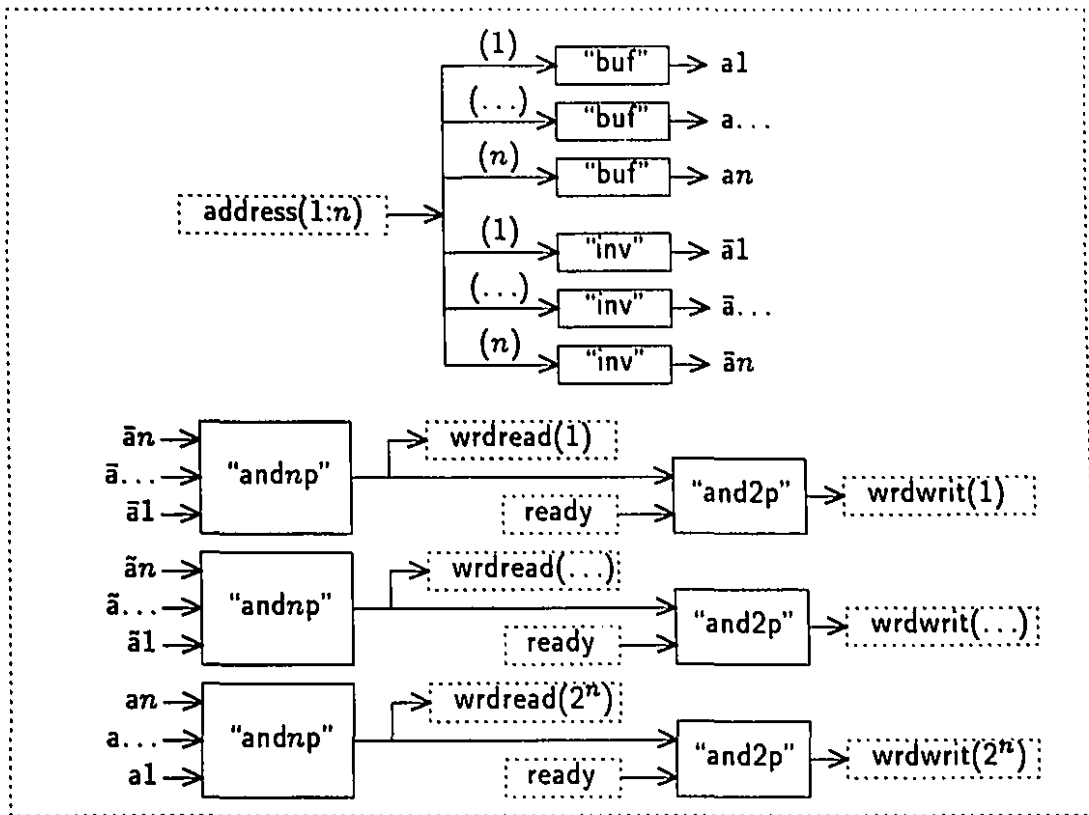 (1) "buf" a1
(...) "buf" a...
(n) "buf" an
address(1:n)
(1) "inv" ā1
(...) "inv" ā...
(n) "inv" ān
ān "andnp" wrdread(1)
ā...
ā1 ready "and2p" wrdwrit(1)
ãn "andnp" wrdread(...)
ã...
ã1 ready "and2p" wrdwrit(...)
an "andnp" wrdread(2ⁿ)
a...
a1 ready "and2p" wrdwrit(2ⁿ)